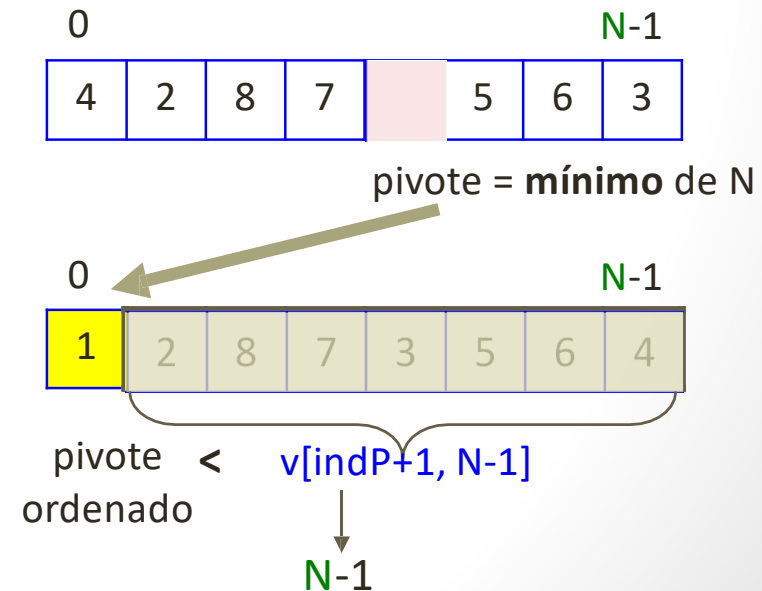 0 N-1
4 2 8 7 5 6 3
pivote = mínimo de N
0 N-1
1 2 8 7 3 5 6 4
pivote < v[indP+1, N-1]
ordenado
N-1